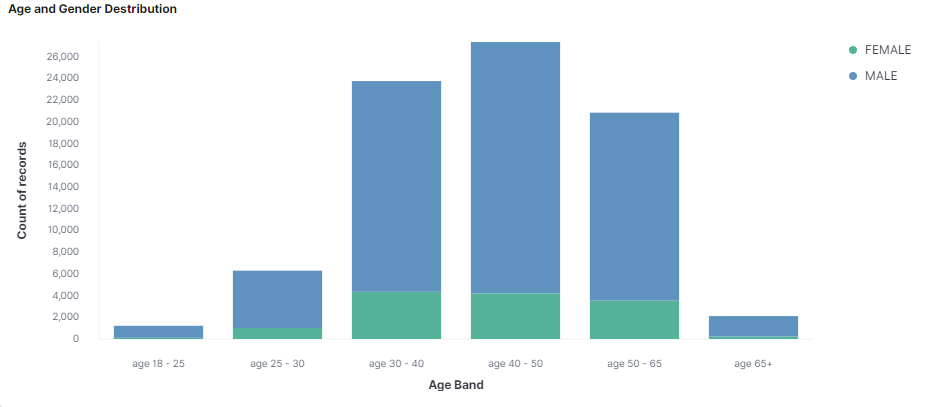 Age and Gender Destribution
FEMALE
MALE
Count of records
26,000
24,000
22,000
20,000
18,000
16,000
14,000
12,000
10,000
8,000
6,000
4,000
2,000
0
age 18 - 25
age 25 - 30
age 30 - 40
age 40 - 50
age 50 - 65
age 65+
Age Band